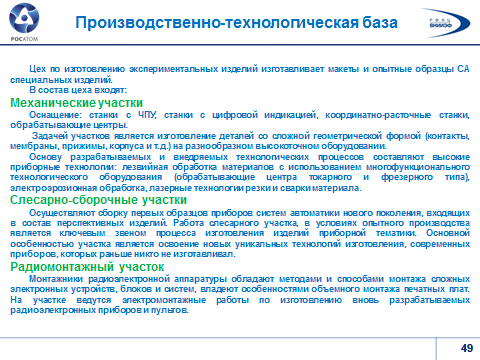 Производственно-технологическая база
РОСАТОМ
ВНИИЭФ
Цех по изготовлению экспериментальных изделий изготавливает макеты и опытные образцы СА
специальных изделий.
В состав цеха входят:
Механические участки
Оснащение: станки с ЧПУ, станки с цифровой индикацией, координатно-расточные станки,
обрабатывающие центры.
Задачей участков является изготовление деталей со сложной геометрической формой (контакты,
мембраны, прижимы, корпуса и т.д.) на разнообразном высокоточном оборудовании.
Основу разрабатываемых и внедряемых технологических процессов составляют высокие
приборные технологии: лезвийная обработка материалов с использованием многофункционального
технологического оборудования (обрабатывающие центра токарного и фрезерного типа),
электроэрозионная обработка, лазерные технологии резки и сварки материала.
Слесарно-сборочные участки
Осуществляют сборку первых образцов приборов систем автоматики нового поколения, входящих
в состав перспективных изделий. Работа слесарного участка, в условиях опытного производства
является ключевым звеном процесса изготовления изделий приборной тематики. Основной
особенностью участка является освоение новых уникальных технологий изготовления, современных
приборов, которых раньше никто не изготавливал.
Радиомонтажный участок
Монтажники радиоэлектронной аппаратуры обладают методами и способами монтажа сложных
электронных устройств, блоков и систем, владеют особенностями объемного монтажа печатных плат.
На участке ведутся электромонтажные работы по изготовлению вновь разрабатываемых
радиоэлектронных приборов и пультов.
49